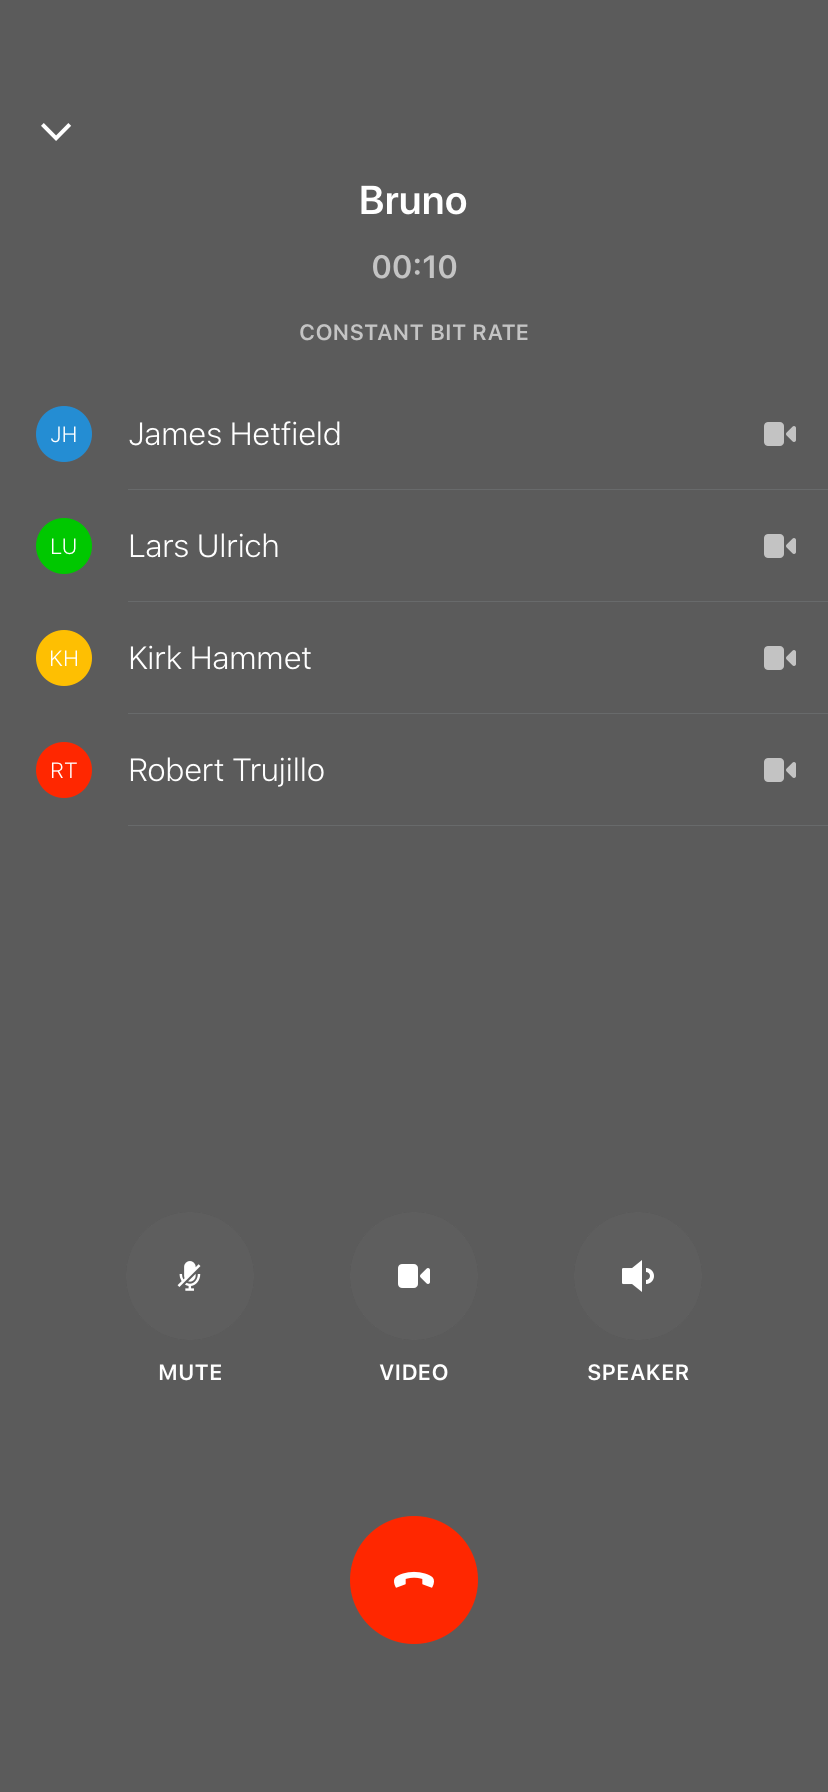 Bruno
00:10
CONSTANT BIT RATE
JH James Hetfield
LU Lars Ulrich
KH Kirk Hammet
RT Robert Trujillo
MUTE VIDEO SPEAKER